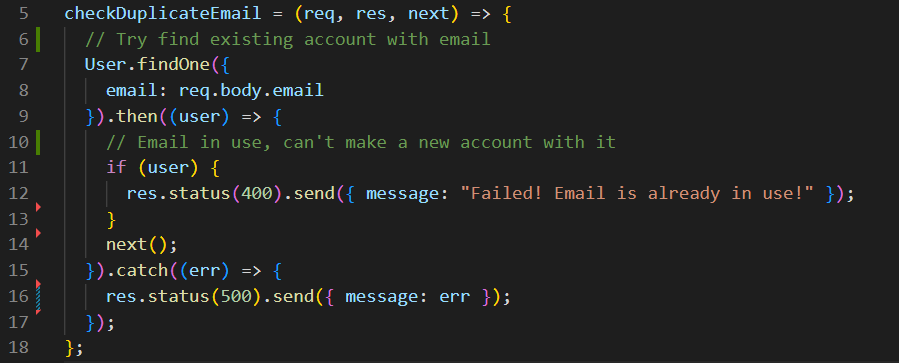 5 checkDuplicateEmail = (req, res, next) => {
6   // Try find existing account with email
7   User.findOne({
8     email: req.body.email
9   }).then((user) => {
10     // Email in use, can't make a new account with it
11     if (user) {
12       res.status(400).send({ message: "Failed! Email is already in use!" });
13     }
14     next();
15   }).catch((err) => {
16     res.status(500).send({ message: err });
17   });
18 };